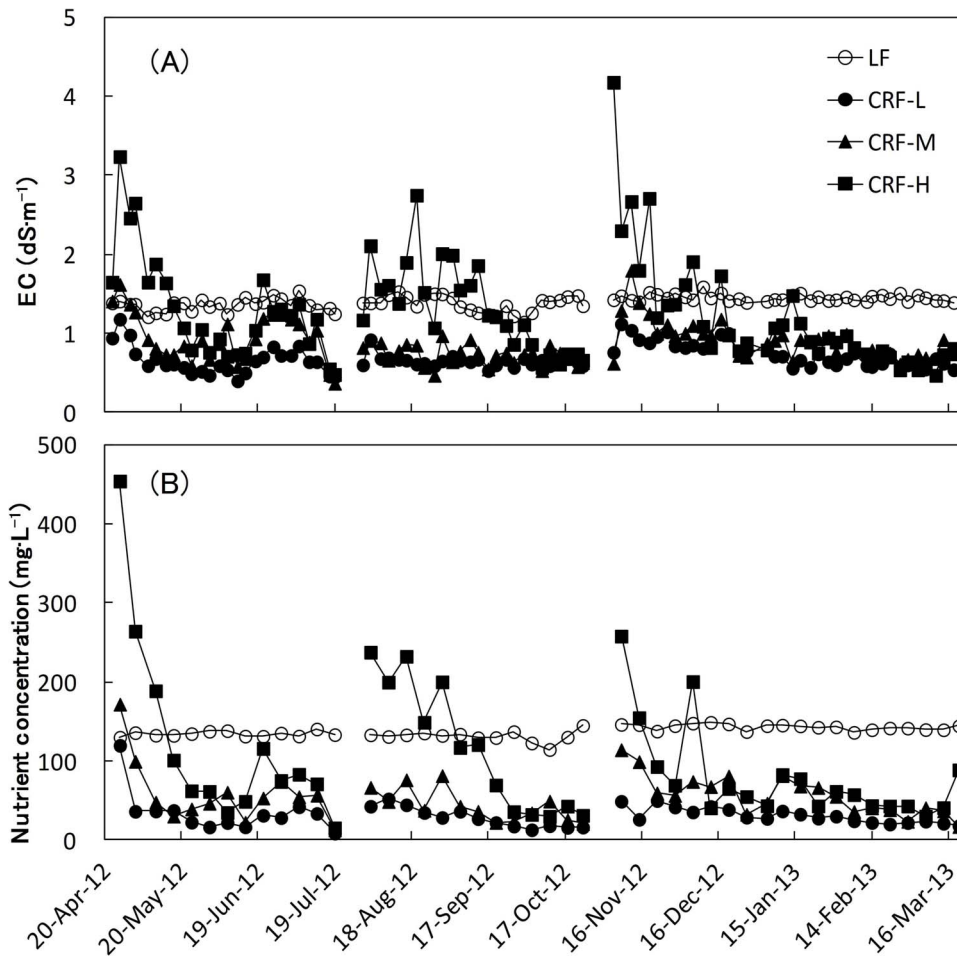 (A)
5
4
3
2
1
0
EC (dS·m⁻¹)
LF
CRF-L
CRF-M
CRF-H
(B)
500
400
300
200
100
0
Nutrient concentration (mg·L⁻¹)
20-Apr-12
20-May-12
19-Jun-12
19-Jul-12
18-Aug-12
17-Sep-12
17-Oct-12
16-Nov-12
16-Dec-12
15-Jan-13
14-Feb-13
16-Mar-13